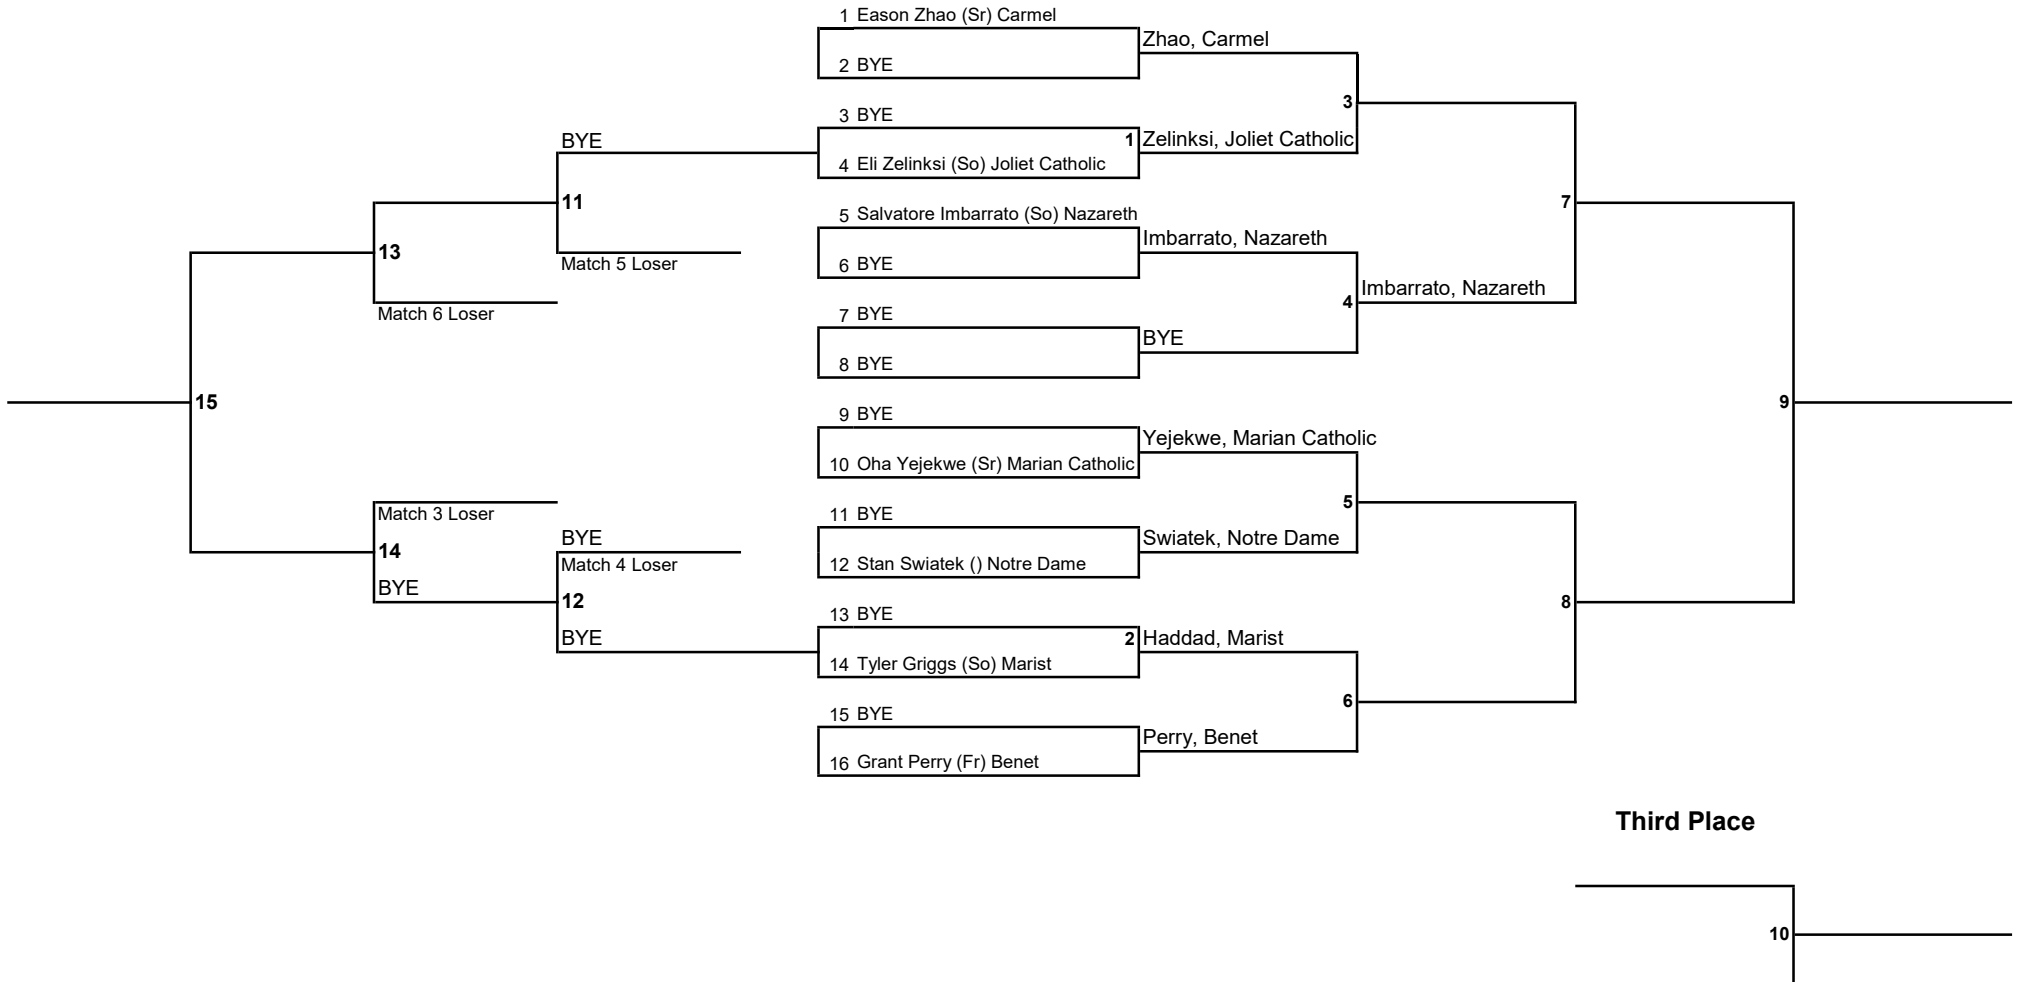 1 Eason Zhao (Sr) Carmel
Zhao, Carmel
2 BYE
3
3 BYE
BYE
1 Zelinksi, Joliet Catholic
4 Eli Zelinksi (So) Joliet Catholic
11
7
5 Salvatore Imbarrato (So) Nazareth
Imbarrato, Nazareth
13
Match 5 Loser
6 BYE
Imbarrato, Nazareth
4
Match 6 Loser
7 BYE
BYE
8 BYE
15
9
9 BYE
Yejekwe, Marian Catholic
10 Oha Yejekwe (Sr) Marian Catholic
5
Match 3 Loser
11 BYE
BYE
Swiatek, Notre Dame
14
Match 4 Loser
12 Stan Swiatek () Notre Dame
BYE
12
8
13 BYE
BYE
2 Haddad, Marist
14 Tyler Griggs (So) Marist
6
15 BYE
Perry, Benet
16 Grant Perry (Fr) Benet
Third Place
10